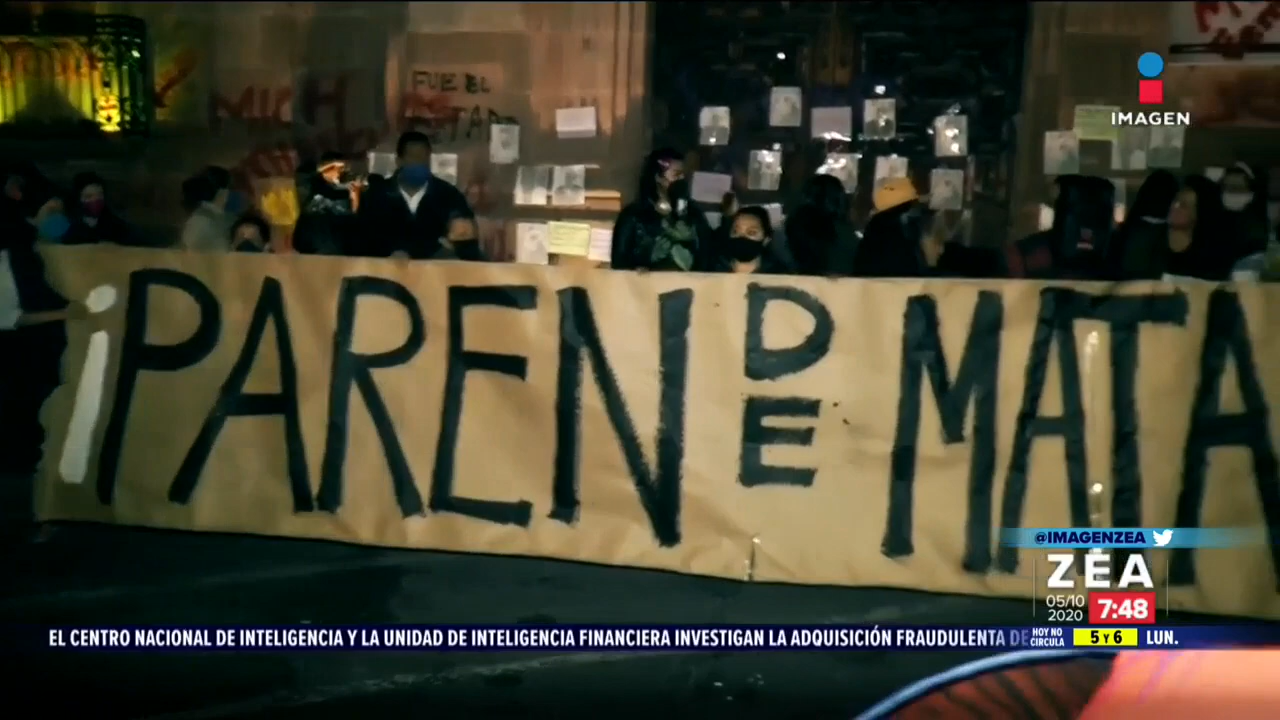 IMAGEN
FUE EL
MICH
¡PAREN DE MATA
@IMAGENZEA
ZEA
05/10
2020
7:48
EL CENTRO NACIONAL DE INTELIGENCIA Y LA UNIDAD DE INTELIGENCIA FINANCIERA INVESTIGAN LA ADQUISICIÓN FRAUDULENTA DE
HOY NO
CIRCULA
5 Y 6
LUN.